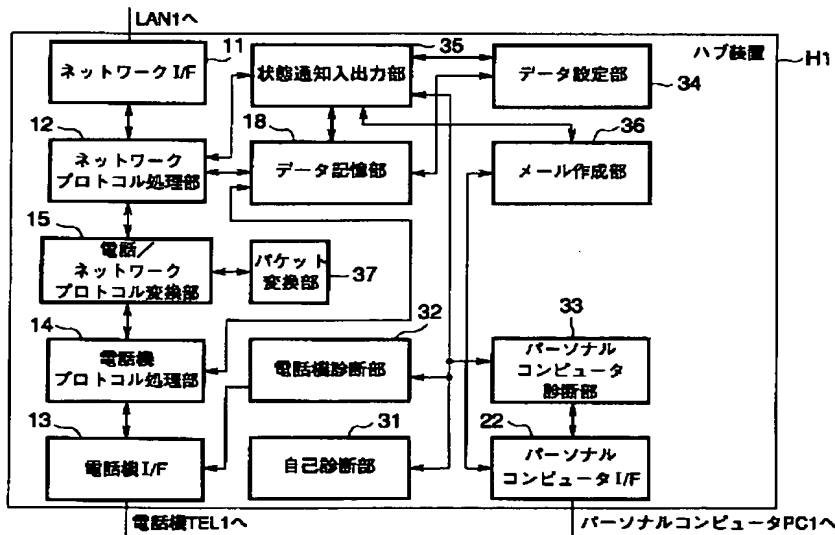 LAN1へ
11
35
ハブ装置
H1
ネットワークI/F
状態通知入出力部
データ設定部
34
12
18
36
ネットワーク
プロトコル処理部
データ記憶部
メール作成部
15
電話/
ネットワーク
プロトコル変換部
パケット
変換部
37
14
32
33
電話機
プロトコル処理部
電話機診断部
パーソナル
コンピュータ
診断部
13
31
22
電話機I/F
自己診断部
パーソナル
コンピュータI/F
電話機TEL1へ
パーソナルコンピュータPC1へ